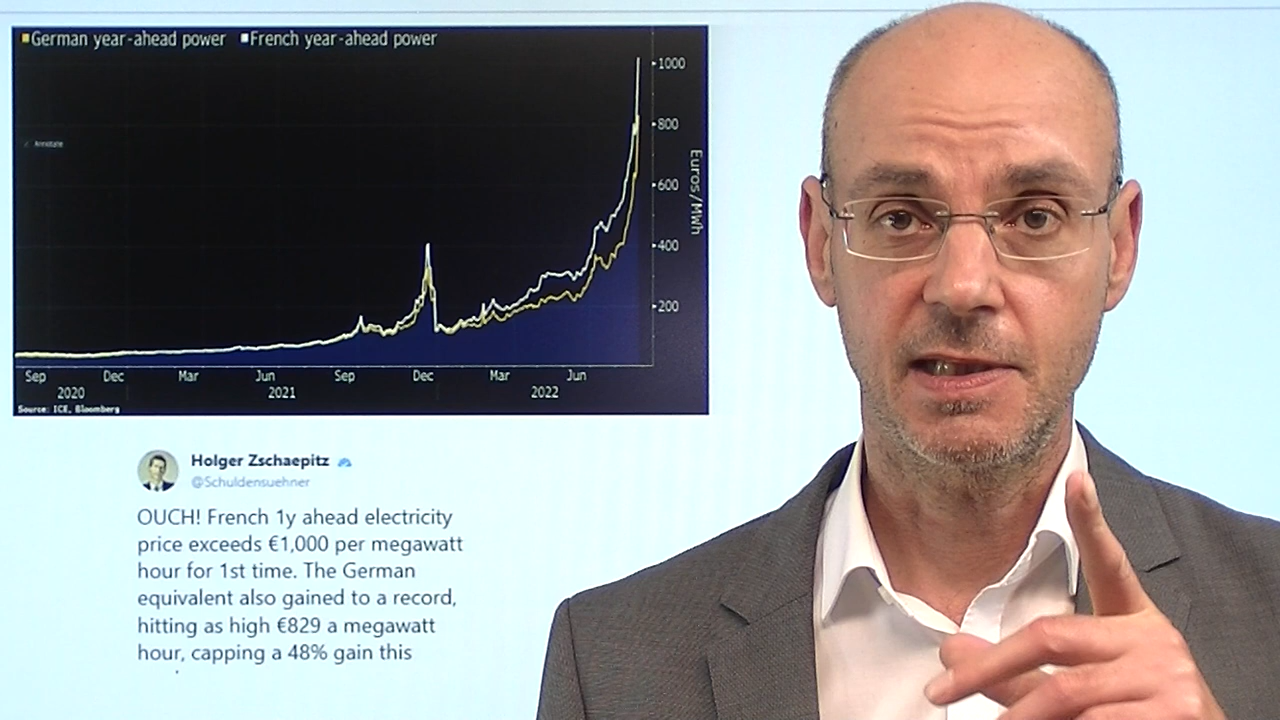 German year-ahead power French year-ahead power
1000
800
600
400
200
Euros/MWh
Annotate
Sep Dec Mar Jun Sep Dec Mar Jun
2020 2021 2022
Source: ICE, Bloomberg
Holger Zschaepitz
@Schuldensuehner
OUCH! French 1y ahead electricity
price exceeds €1,000 per megawatt
hour for 1st time. The German
equivalent also gained to a record,
hitting as high €829 a megawatt
hour, capping a 48% gain this